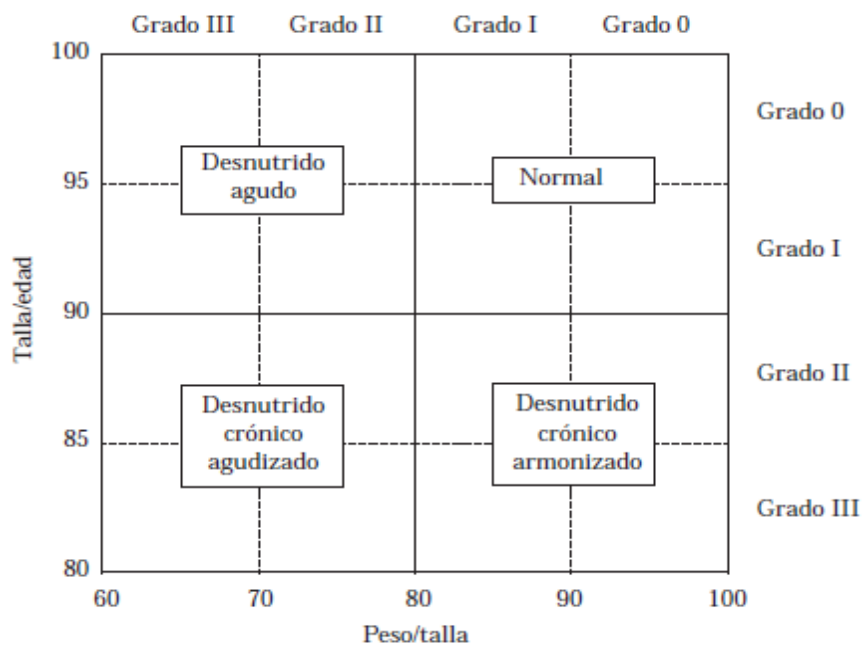 Grado III Grado II Grado I Grado 0
100
Grado 0
Desnutrido
agudo
Normal
95
Grado I
Talla/edad
90
Grado II
Desnutrido
crónico
agudizado
Desnutrido
crónico
armonizado
85
Grado III
80
60 70 80 90 100
Peso/talla